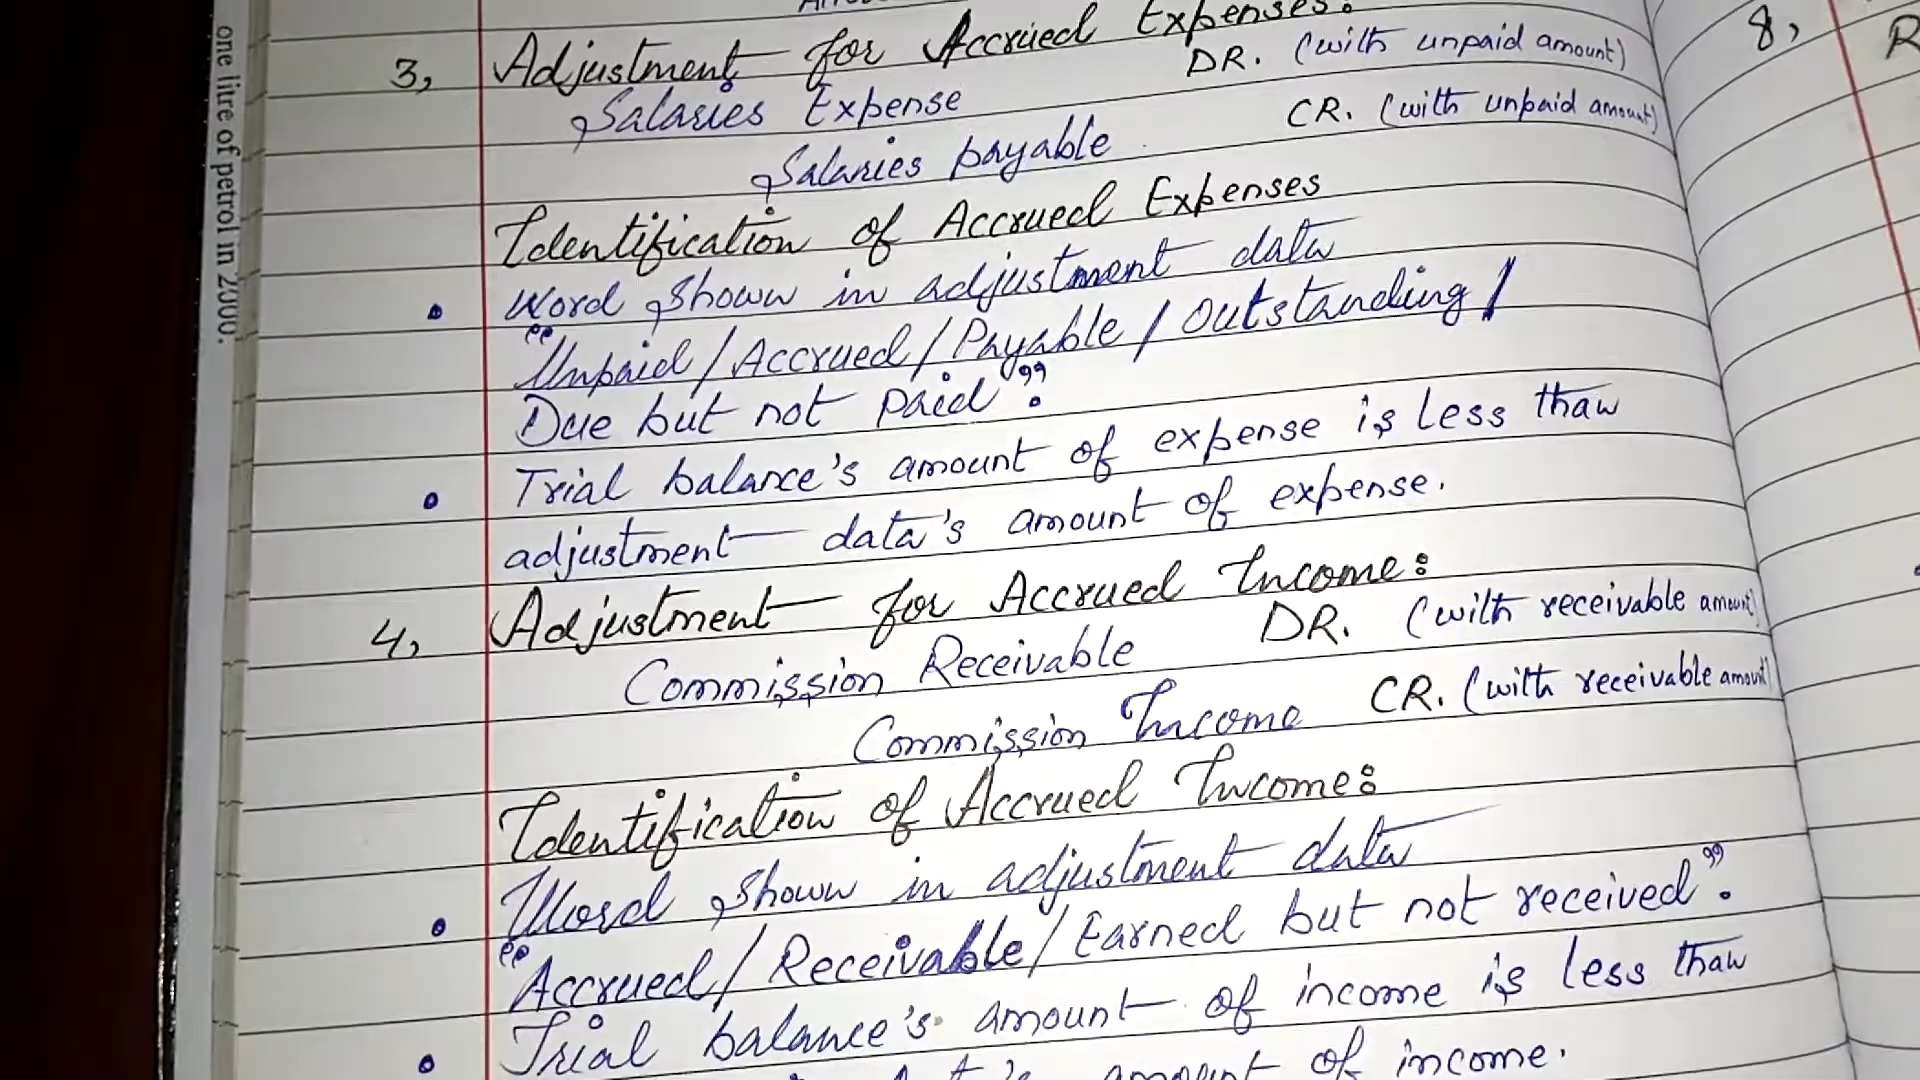 3, Adjustment for Accrued Expenses:
Salaries Expense DR. (with unpaid amount)
Salaries payable CR. (with unpaid amount)
Identification of Accrued Expenses
• Word shown in adjustment data
"Unpaid/Accrued/Payable/Outstanding/
Due but not paid".
• Trial balance's amount of expense is less than
adjustment data's amount of expense.
4, Adjustment for Accrued Income:
Commission Receivable DR. (with receivable amount)
Commission Income CR. (with receivable amount)
Identification of Accrued Income:
• Word shown in adjustment data
"Accrued/Receivable/Earned but not received".
• Trial balance's amount of income is less than
amount of income.
8,
R
one litre of petrol in 2000.